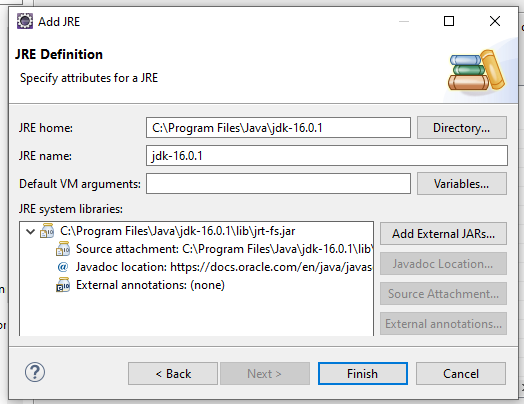 Add JRE
JRE Definition
Specify attributes for a JRE
JRE home:
C:\Program Files\Java\jdk-16.0.1
Directory...
JRE name:
jdk-16.0.1
Default VM arguments:
Variables...
JRE system libraries:
C:\Program Files\Java\jdk-16.0.1\lib\jrt-fs.jar
Source attachment: C:\Program Files\Java\jdk-16.0.1\lib\
Javadoc location: https://docs.oracle.com/en/java/javas
External annotations: (none)
Add External JARs...
Javadoc Location...
Source Attachment...
External annotations...
?
< Back
Next >
Finish
Cancel